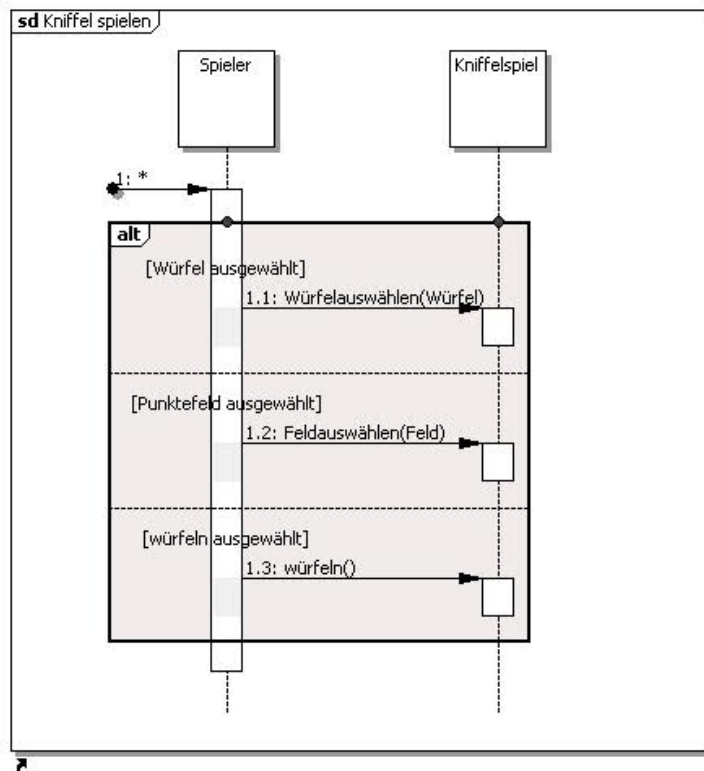 sd Kniffel spielen
Spieler
Kniffelspiel
1: *
alt
[Würfel ausgewählt]
1.1: Würfelauswählen(Würfel)
[Punktefeld ausgewählt]
1.2: Feldauswählen(Feld)
[würfeln ausgewählt]
1.3: würfeln()